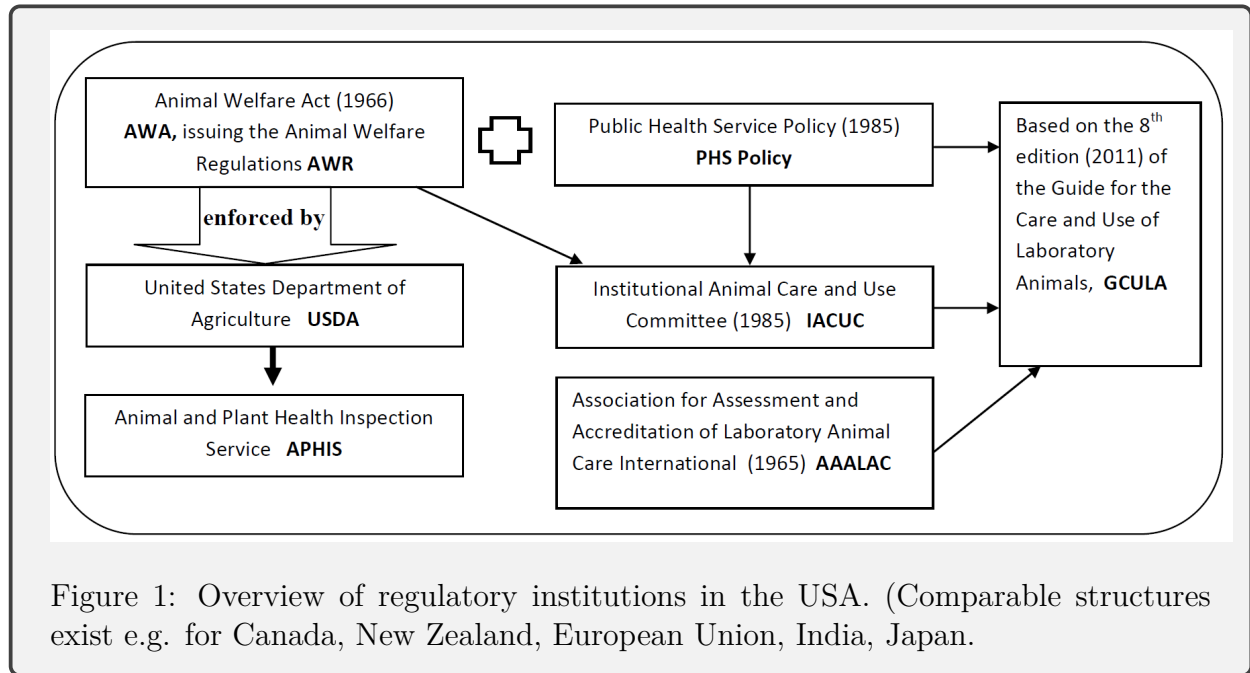 Animal Welfare Act (1966)
AWA, issuing the Animal Welfare
Regulations AWR
enforced by
United States Department of
Agriculture USDA
Animal and Plant Health Inspection
Service APHIS
Public Health Service Policy (1985)
PHS Policy
Institutional Animal Care and Use
Committee (1985) IACUC
Association for Assessment and
Accreditation of Laboratory Animal
Care International (1965) AAALAC
Based on the 8th
edition (2011) of
the Guide for the
Care and Use of
Laboratory
Animals, GCULA
Figure 1: Overview of regulatory institutions in the USA. (Comparable structures
exist e.g. for Canada, New Zealand, European Union, India, Japan.